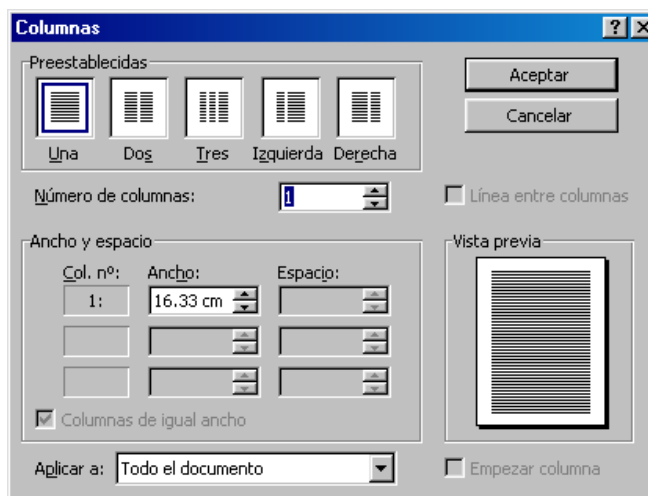 Columnas
Preestablecidas
Una Dos Tres Izquierda Derecha
Aceptar
Cancelar
Número de columnas: 1
Línea entre columnas
Ancho y espacio
Col. nº: Ancho: Espacio:
1: 16.33 cm
Columnas de igual ancho
Vista previa
Aplicar a: Todo el documento
Empezar columna